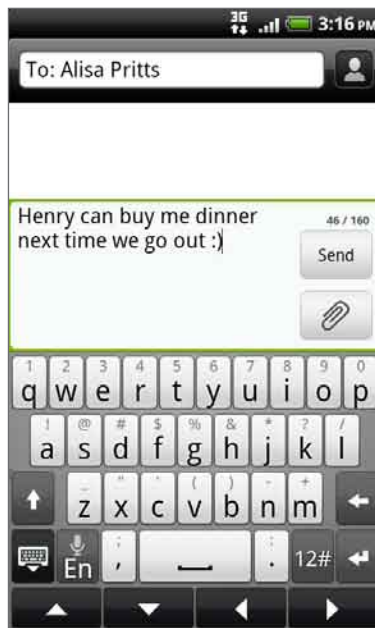 3G 3:16 PM
To: Alisa Pritts
Henry can buy me dinner
next time we go out :)
46 / 160
Send
1 2 3 4 5 6 7 8 9 0
q w e r t y u i o p
! @ # $ % & * ? /
a s d f g h j k l
_ " ' ( ) - +
z x c v b n m
; :
En , . 12#